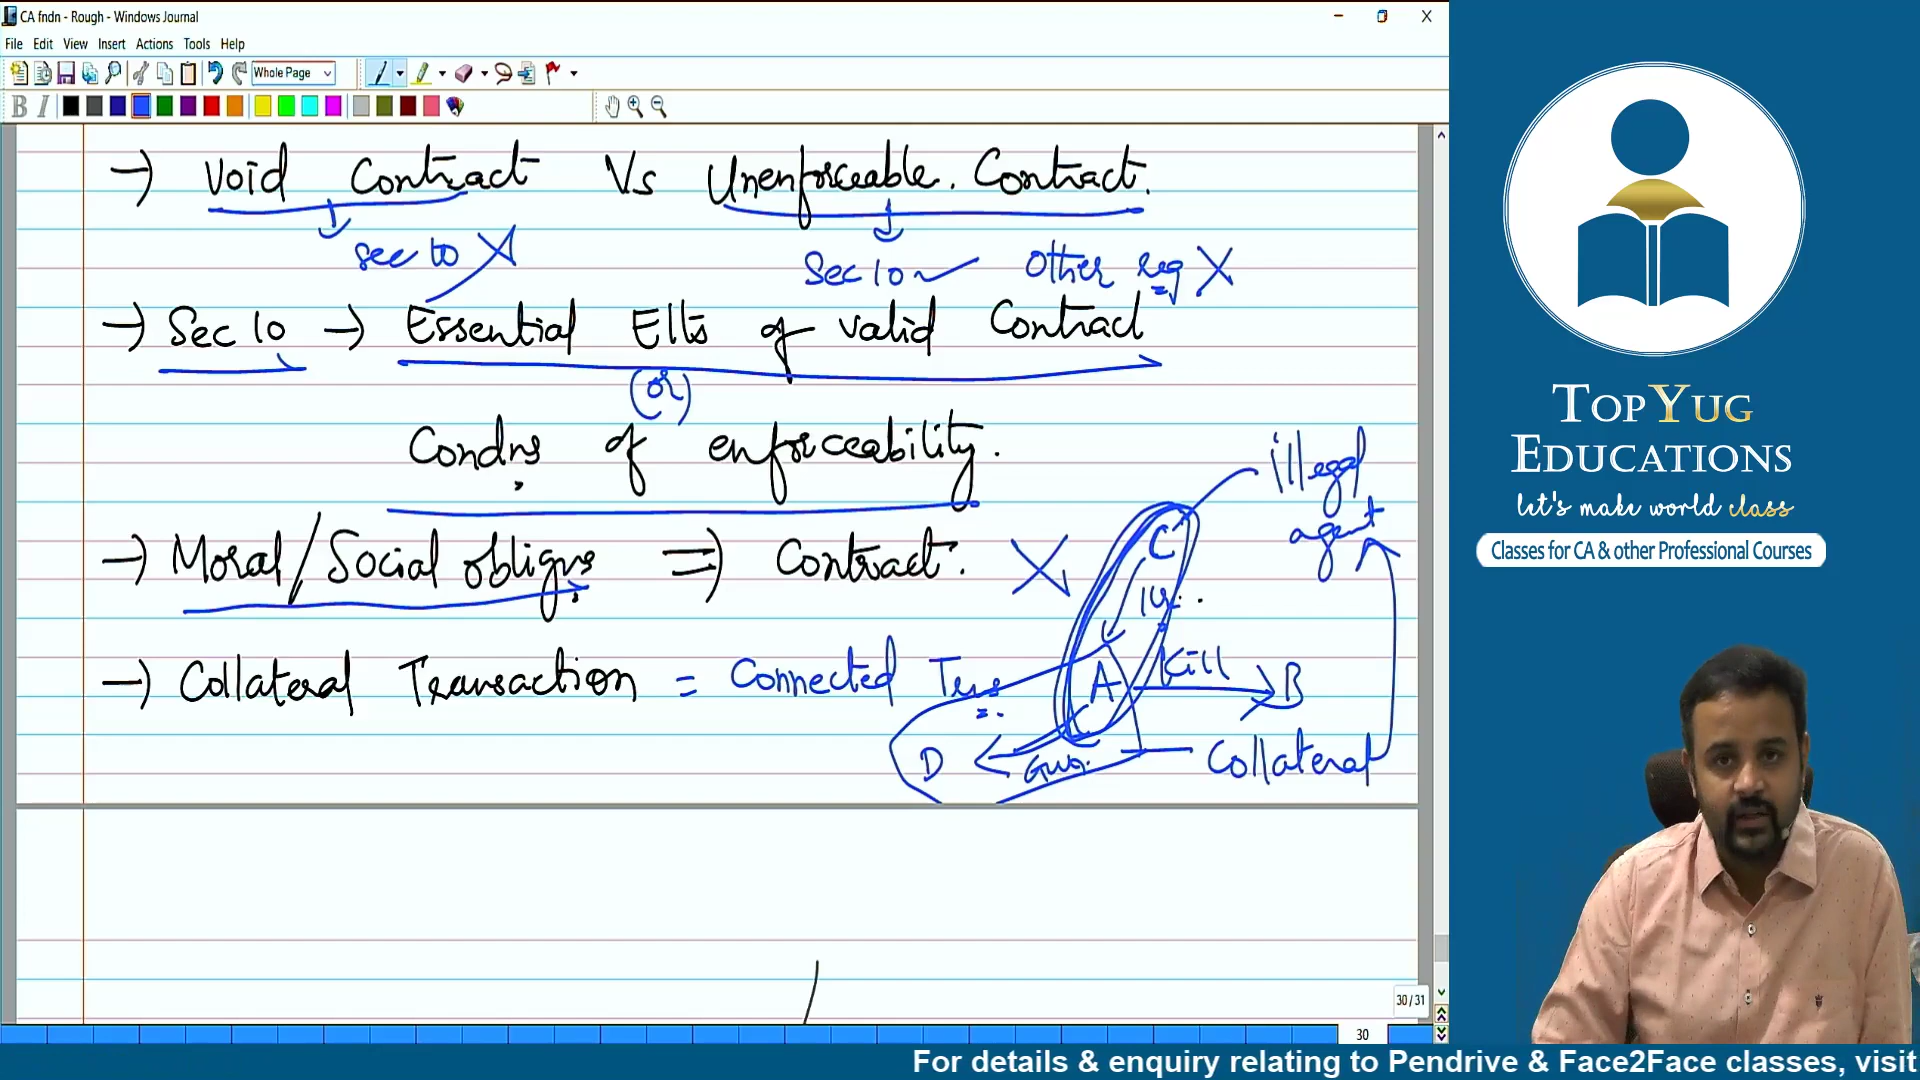 CA fndn - Rough - Windows Journal
File Edit View Insert Actions Tools Help
Whole Page
B I
→ Void Contract Vs Unenforceable. Contract.
Sec 10 X
Sec 10 ✓ Other req X
→ Sec 10 → Essential Elts of valid Contract
(or)
Condns of enforceability.
illegal
agent
→ Moral/Social obligns => Contract. X
C
→ Collateral Transaction = Connected Trns
A Kill B
D Collateral
30/31
30
TOPYUG
EDUCATIONS
let's make world class
Classes for CA & other Professional Courses
For details & enquiry relating to Pendrive & Face2Face classes, visit